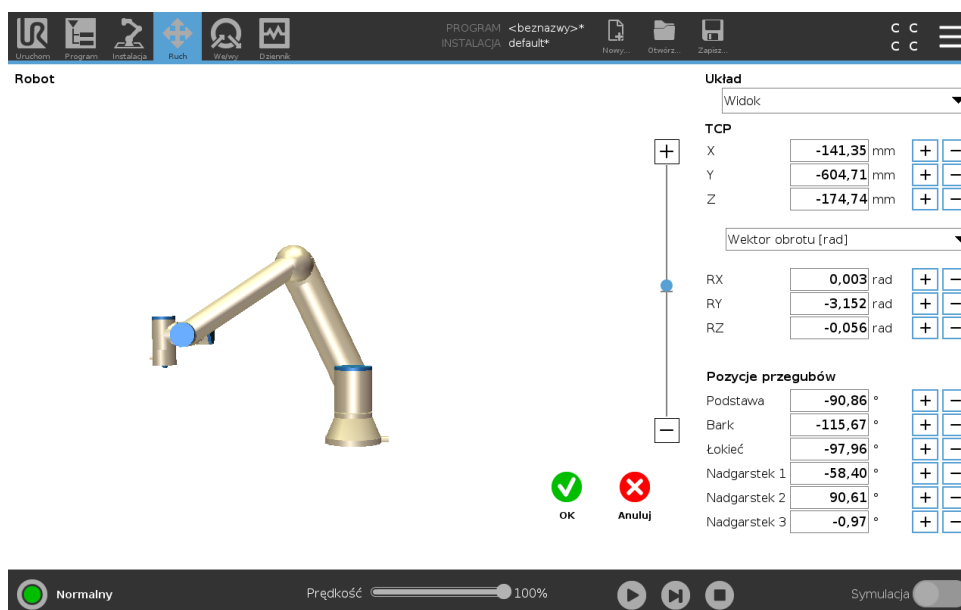 UR
PROGRAM <beznazwy>*
INSTALACJA default*
Uruchom Program Instalacja Ruch We/wy Dziennik
Nowy... Otwórz... Zapisz...
C C
C C
Robot
Układ
Widok
TCP
X -141,35 mm + −
Y -604,71 mm + −
Z -174,74 mm + −
Wektor obrotu [rad]
RX 0,003 rad + −
RY -3,152 rad + −
RZ -0,056 rad + −
Pozycje przegubów
Podstawa -90,86 ° + −
Bark -115,67 ° + −
Łokieć -97,96 ° + −
Nadgarstek 1 -58,40 ° + −
Nadgarstek 2 90,61 ° + −
Nadgarstek 3 -0,97 ° + −
+
−
OK Anuluj
Normalny Prędkość 100% Symulacja